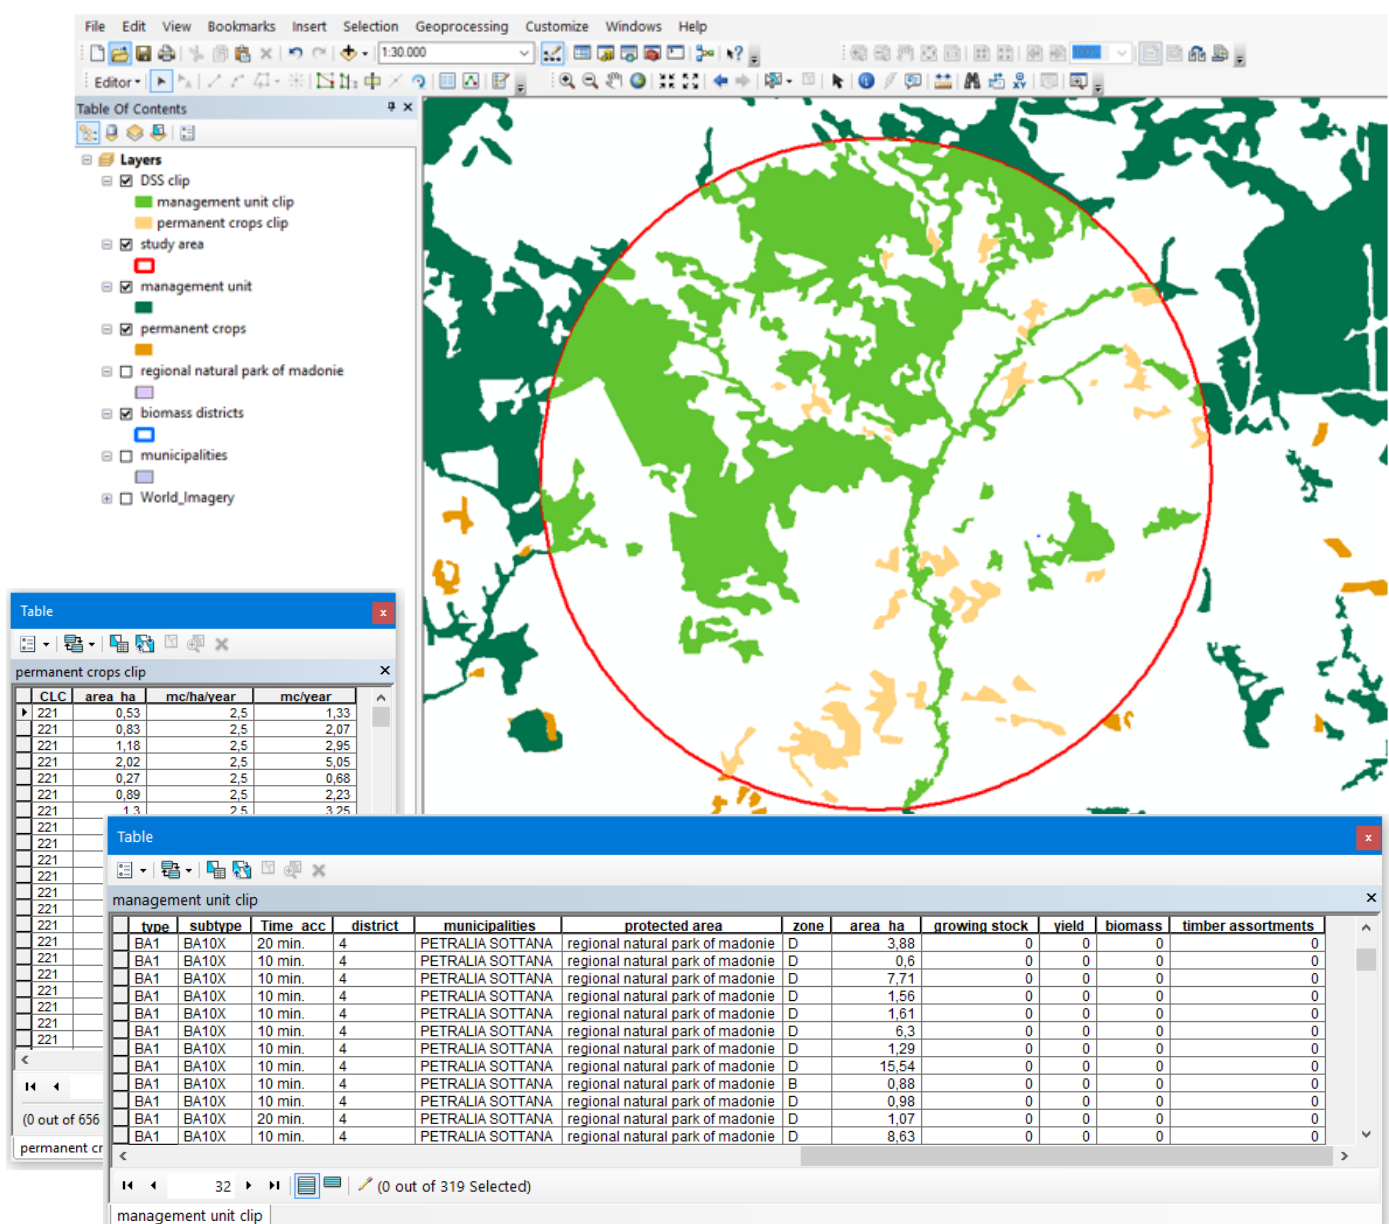 File Edit View Bookmarks Insert Selection Geoprocessing Customize Windows Help
1:30.000
Editor
Table Of Contents
Layers
DSS clip
management unit clip
permanent crops clip
study area
management unit
permanent crops
regional natural park of madonie
biomass districts
municipalities
World_Imagery
Table
permanent crops clip
CLC area_ha mc/ha/year mc/year
221 0,53 2,5 1,33
221 0,83 2,5 2,07
221 1,18 2,5 2,95
221 2,02 2,5 5,05
221 0,27 2,5 0,68
221 0,89 2,5 2,23
221 1,3 2,5 3,25
221
221
221
221
221
221
221
221
221
221
221
221
221
221
(0 out of 656
permanent cr
Table
management unit clip
type subtype Time_acc district municipalities protected area zone area_ha growing stock yield biomass timber assortments
BA1 BA10X 20 min. 4 PETRALIA SOTTANA regional natural park of madonie D 3,88 0 0 0 0
BA1 BA10X 10 min. 4 PETRALIA SOTTANA regional natural park of madonie D 0,6 0 0 0 0
BA1 BA10X 10 min. 4 PETRALIA SOTTANA regional natural park of madonie D 7,71 0 0 0 0
BA1 BA10X 10 min. 4 PETRALIA SOTTANA regional natural park of madonie D 1,56 0 0 0 0
BA1 BA10X 10 min. 4 PETRALIA SOTTANA regional natural park of madonie D 1,61 0 0 0 0
BA1 BA10X 10 min. 4 PETRALIA SOTTANA regional natural park of madonie D 6,3 0 0 0 0
BA1 BA10X 10 min. 4 PETRALIA SOTTANA regional natural park of madonie D 1,29 0 0 0 0
BA1 BA10X 10 min. 4 PETRALIA SOTTANA regional natural park of madonie D 15,54 0 0 0 0
BA1 BA10X 10 min. 4 PETRALIA SOTTANA regional natural park of madonie B 0,88 0 0 0 0
BA1 BA10X 10 min. 4 PETRALIA SOTTANA regional natural park of madonie D 0,98 0 0 0 0
BA1 BA10X 20 min. 4 PETRALIA SOTTANA regional natural park of madonie D 1,07 0 0 0 0
BA1 BA10X 10 min. 4 PETRALIA SOTTANA regional natural park of madonie D 8,63 0 0 0 0
32 (0 out of 319 Selected)
management unit clip